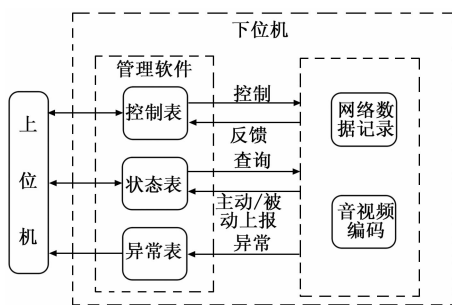 下位机
管理软件
上
位
机
控制表
状态表
异常表
控制
反馈
查询
主动/被
动上报
异常
网络数
据记录
音视频
编码